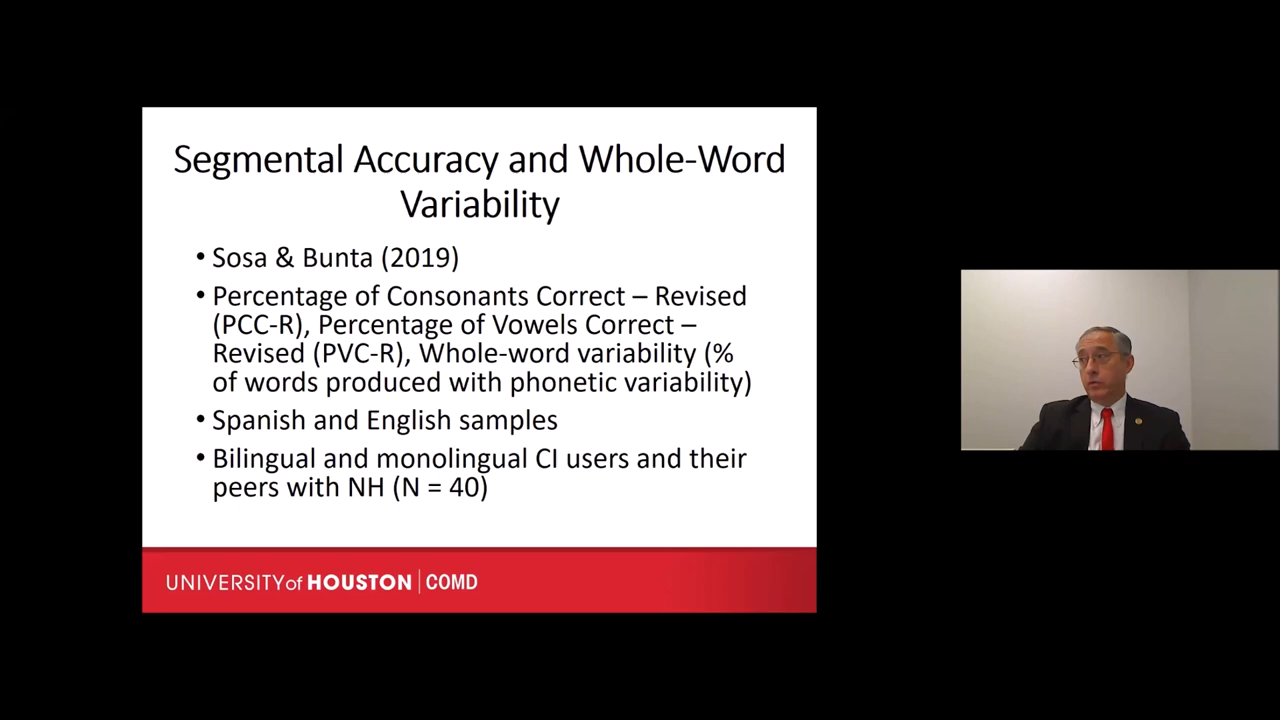 Segmental Accuracy and Whole-Word
Variability
• Sosa & Bunta (2019)
• Percentage of Consonants Correct – Revised
(PCC-R), Percentage of Vowels Correct –
Revised (PVC-R), Whole-word variability (%
of words produced with phonetic variability)
• Spanish and English samples
• Bilingual and monolingual CI users and their
peers with NH (N = 40)
UNIVERSITY of HOUSTON | COMD